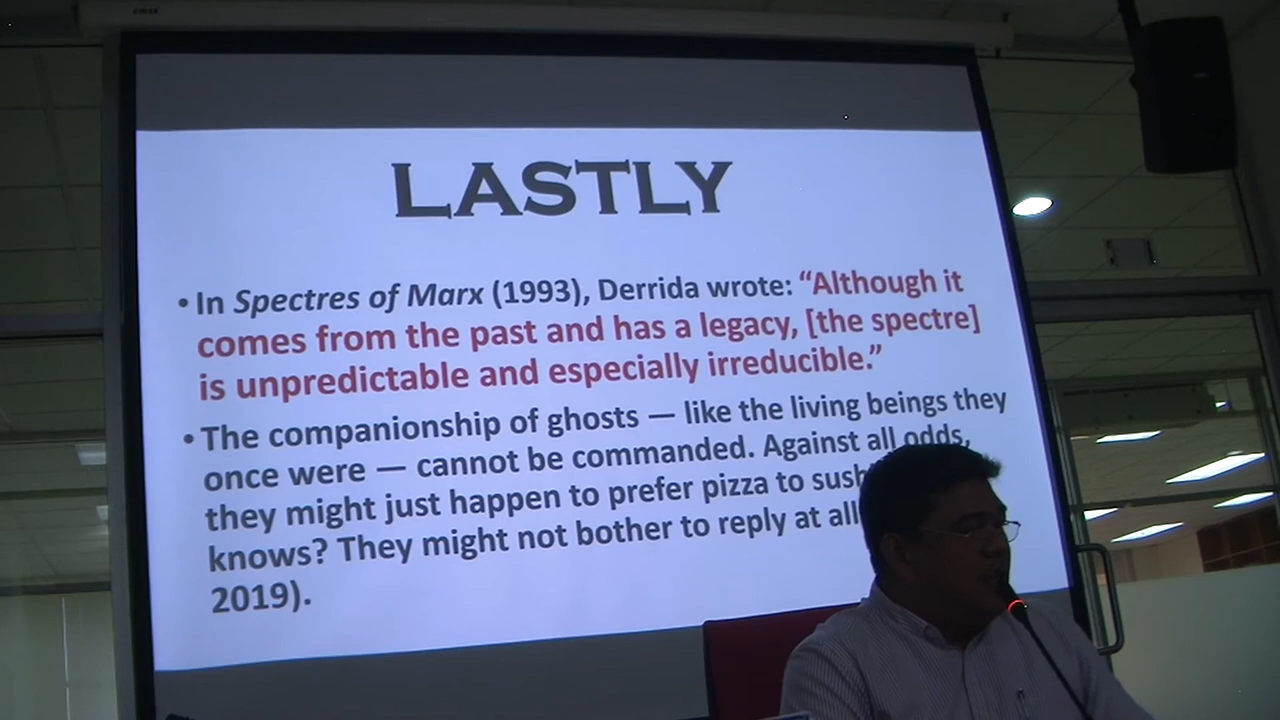 LASTLY
• In Spectres of Marx (1993), Derrida wrote: “Although it
comes from the past and has a legacy, [the spectre]
is unpredictable and especially irreducible.”
• The companionship of ghosts — like the living beings they
once were — cannot be commanded. Against all odds,
they might just happen to prefer pizza to
knows? They might not bother to reply at all
2019).